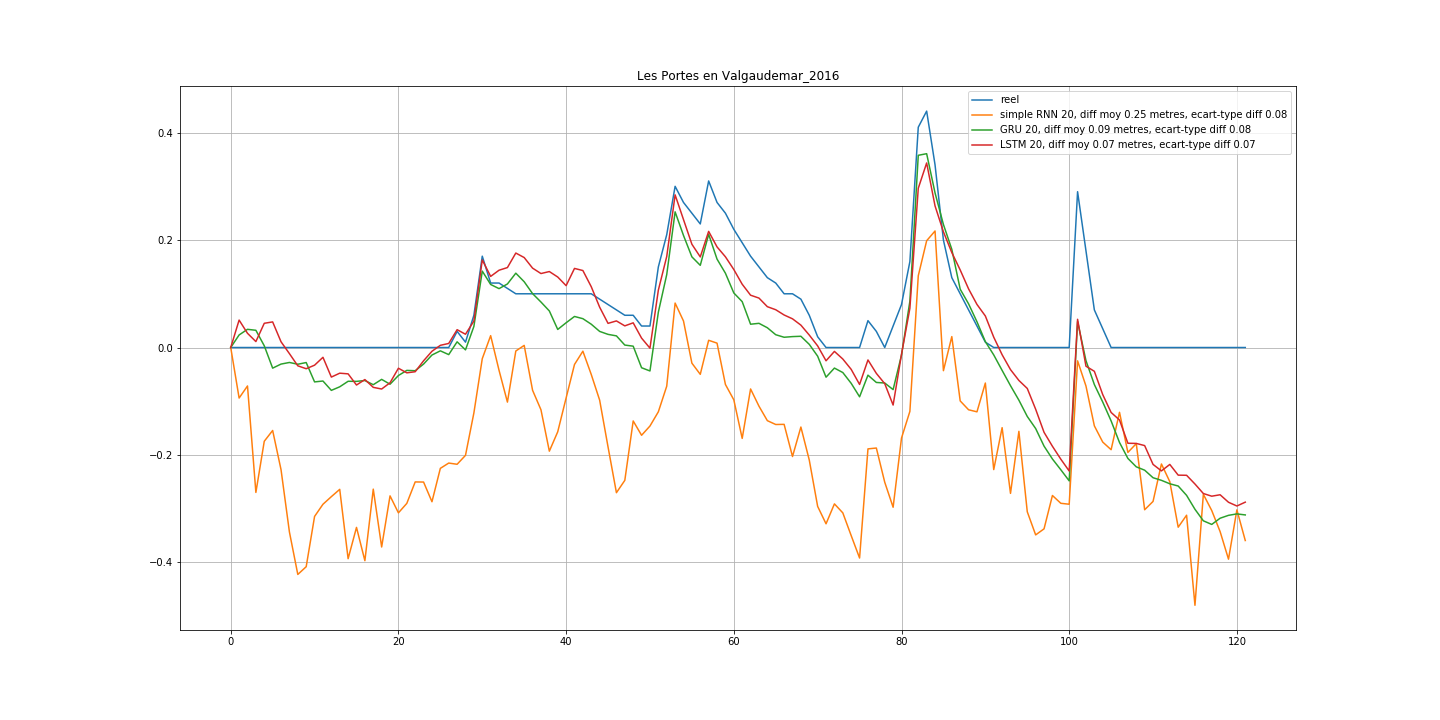 Les Portes en Valgaudemar_2016
reel
simple RNN 20, diff moy 0.25 metres, ecart-type diff 0.08
GRU 20, diff moy 0.09 metres, ecart-type diff 0.08
LSTM 20, diff moy 0.07 metres, ecart-type diff 0.07
0.4
0.2
0.0
−0.2
−0.4
0 20 40 60 80 100 120